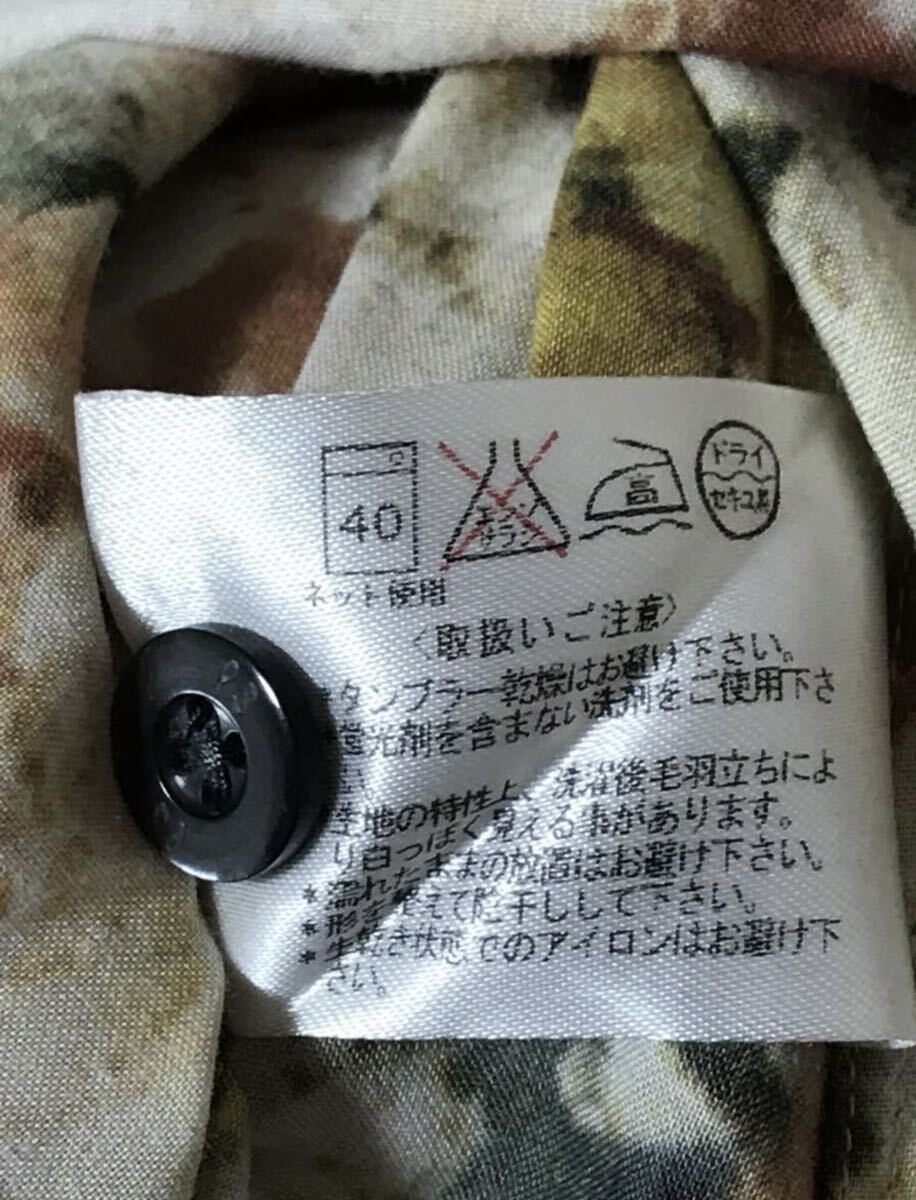 40
高
ドライ
セキユ系
ネット使用
〈取扱いご注意〉
*タンブラー乾燥はお避け下さい。
光剤を含まない洗剤をご使用下さ
い
生地の特性上、洗濯後毛羽立ちによ
り白っぽく見える事があります。
*濡れたままの放置はお避け下さい。
*形を整えて陰干しして下さい。
*生乾き状態でのアイロンはお避け下
さい。